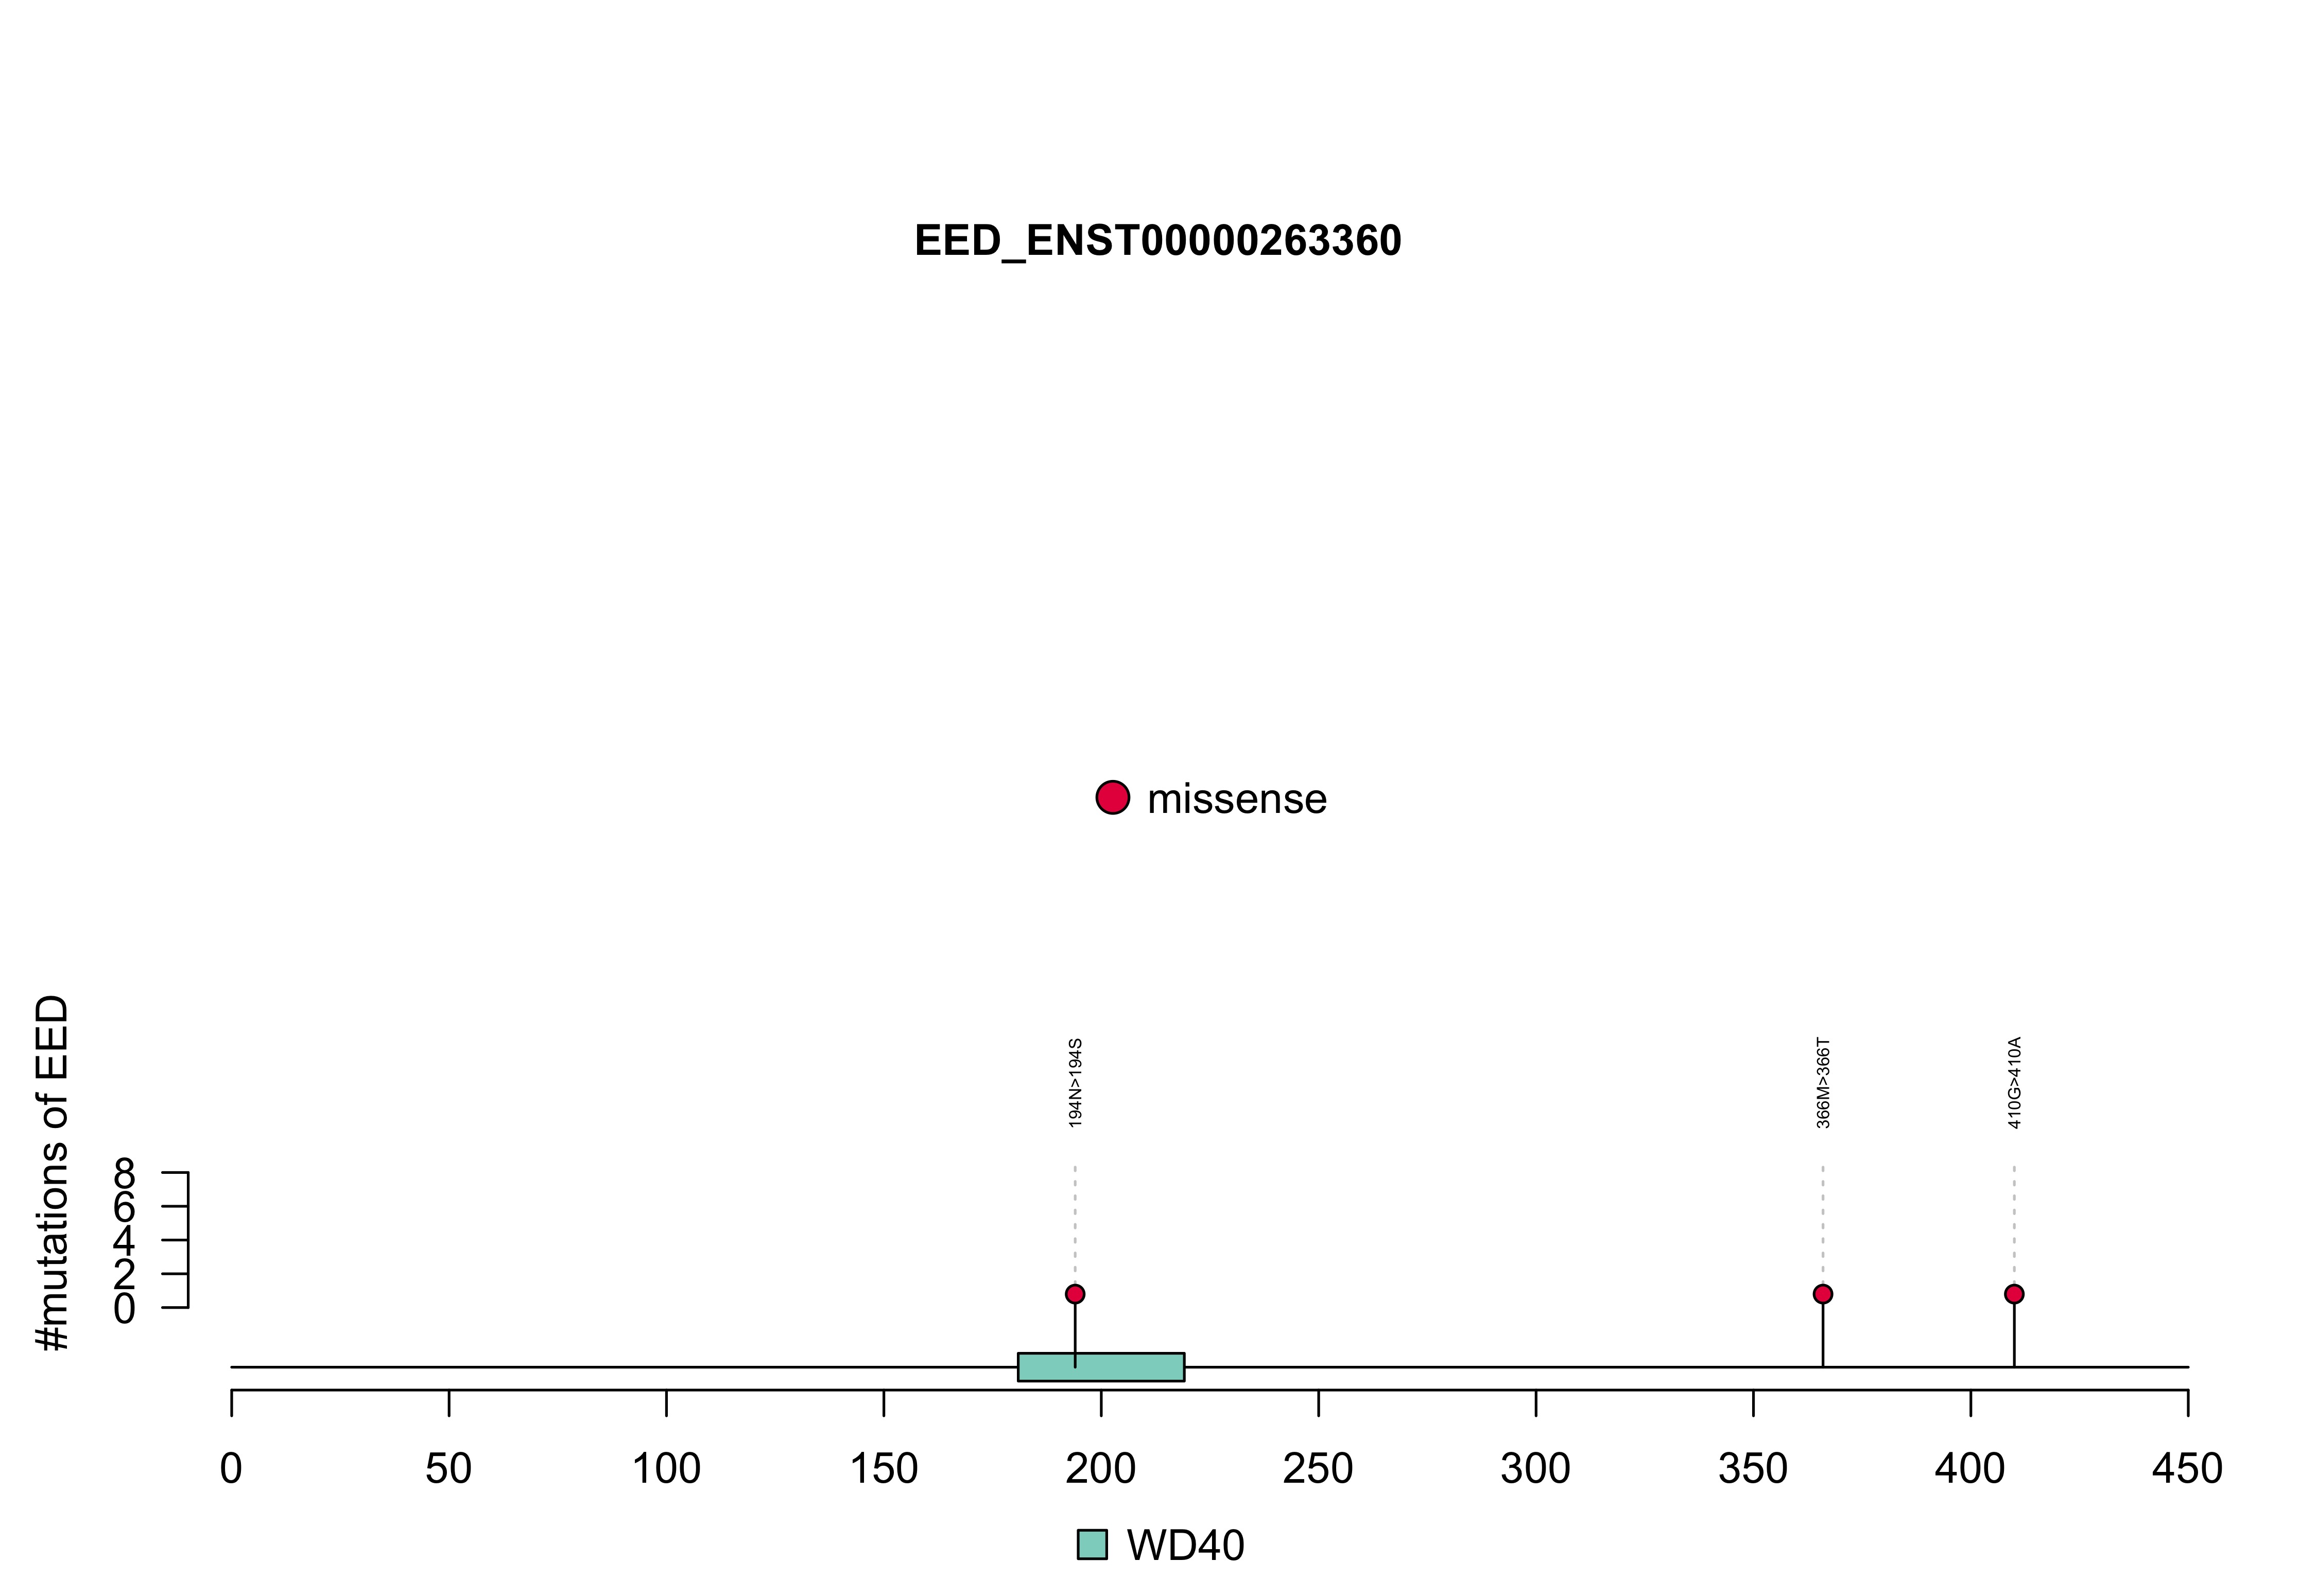 EED_ENST00000263360
missense
#mutations of EED
194N>194S
366M>366T
410G>410A
8
6
4
2
0
0 50 100 150 200 250 300 350 400 450
WD40